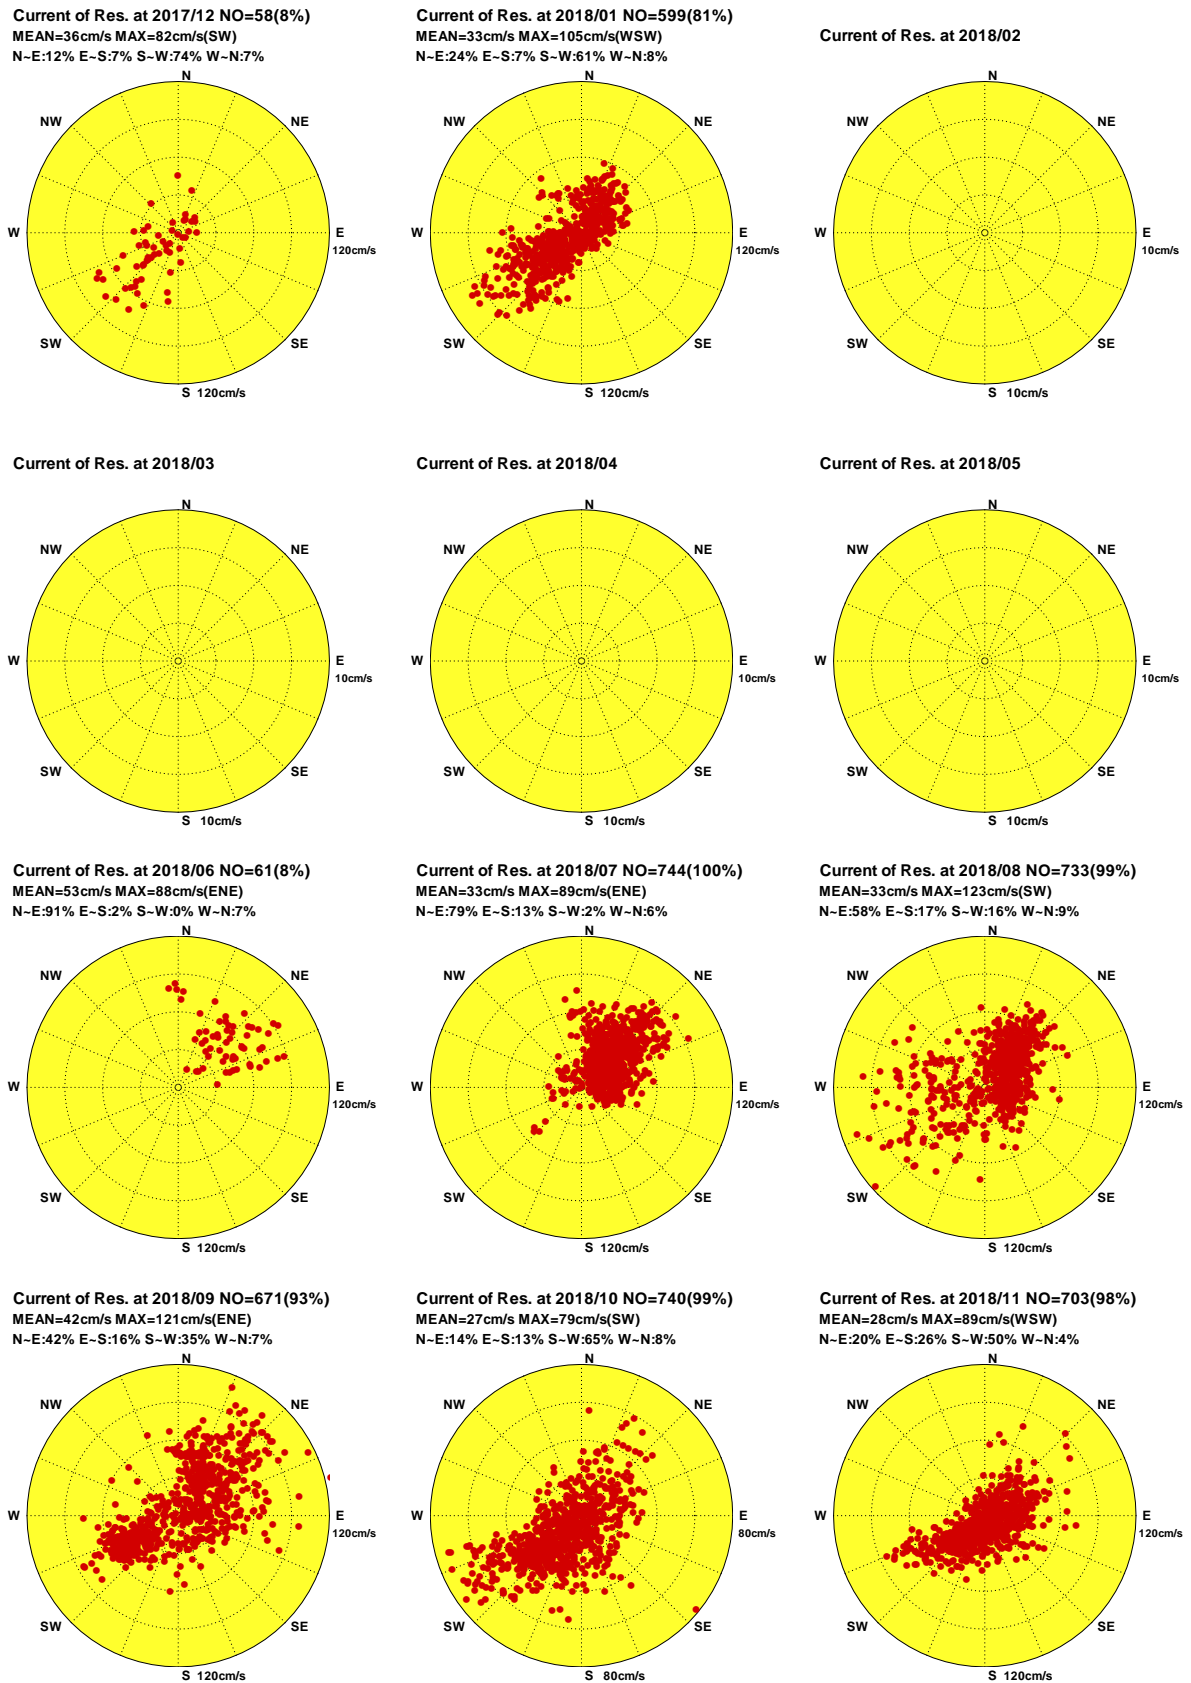 Current of Res. at 2017/12 NO=58(8%)
MEAN=36cm/s MAX=82cm/s(SW)
N~E:12% E~S:7% S~W:74% W~N:7%
N
NW
NE
W
E
120cm/s
SW
SE
S 120cm/s
Current of Res. at 2018/01 NO=599(81%)
MEAN=33cm/s MAX=105cm/s(WSW)
N~E:24% E~S:7% S~W:61% W~N:8%
N
NW
NE
W
E
120cm/s
SW
SE
S 120cm/s
Current of Res. at 2018/02
N
NW
NE
W
E
10cm/s
SW
SE
S 10cm/s
Current of Res. at 2018/03
N
NW
NE
W
E
10cm/s
SW
SE
S 10cm/s
Current of Res. at 2018/04
N
NW
NE
W
E
10cm/s
SW
SE
S 10cm/s
Current of Res. at 2018/05
N
NW
NE
W
E
10cm/s
SW
SE
S 10cm/s
Current of Res. at 2018/06 NO=61(8%)
MEAN=53cm/s MAX=88cm/s(ENE)
N~E:91% E~S:2% S~W:0% W~N:7%
N
NW
NE
W
E
120cm/s
SW
SE
S 120cm/s
Current of Res. at 2018/07 NO=744(100%)
MEAN=33cm/s MAX=89cm/s(ENE)
N~E:79% E~S:13% S~W:2% W~N:6%
N
NW
NE
W
E
120cm/s
SW
SE
S 120cm/s
Current of Res. at 2018/08 NO=733(99%)
MEAN=33cm/s MAX=123cm/s(SW)
N~E:58% E~S:17% S~W:16% W~N:9%
N
NW
NE
W
E
120cm/s
SW
SE
S 120cm/s
Current of Res. at 2018/09 NO=671(93%)
MEAN=42cm/s MAX=121cm/s(ENE)
N~E:42% E~S:16% S~W:35% W~N:7%
N
NW
NE
W
E
120cm/s
SW
SE
S 120cm/s
Current of Res. at 2018/10 NO=740(99%)
MEAN=27cm/s MAX=79cm/s(SW)
N~E:14% E~S:13% S~W:65% W~N:8%
N
NW
NE
W
E
80cm/s
SW
SE
S 80cm/s
Current of Res. at 2018/11 NO=703(98%)
MEAN=28cm/s MAX=89cm/s(WSW)
N~E:20% E~S:26% S~W:50% W~N:4%
N
NW
NE
W
E
120cm/s
SW
SE
S 120cm/s